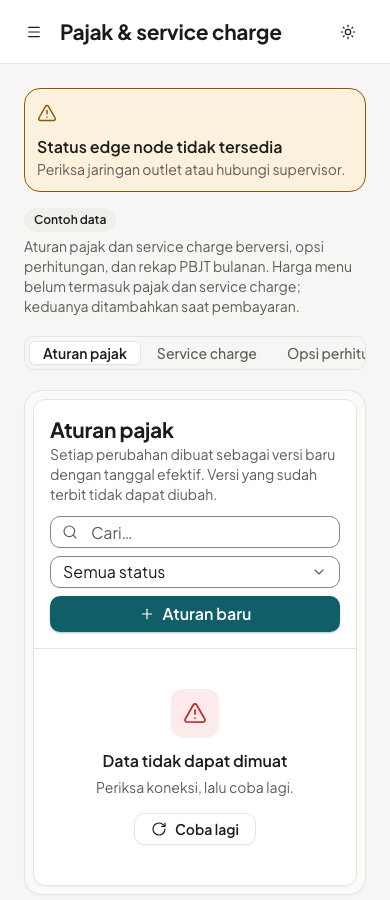 Pajak & service charge
Status edge node tidak tersedia
Periksa jaringan outlet atau hubungi supervisor.
Contoh data
Aturan pajak dan service charge berversi, opsi
perhitungan, dan rekap PBJT bulanan. Harga menu
belum termasuk pajak dan service charge;
keduanya ditambahkan saat pembayaran.
Aturan pajak
Service charge
Opsi perhitu
Aturan pajak
Setiap perubahan dibuat sebagai versi baru
dengan tanggal efektif. Versi yang sudah
terbit tidak dapat diubah.
Cari...
Semua status
Aturan baru
Data tidak dapat dimuat
Periksa koneksi, lalu coba lagi.
Coba lagi